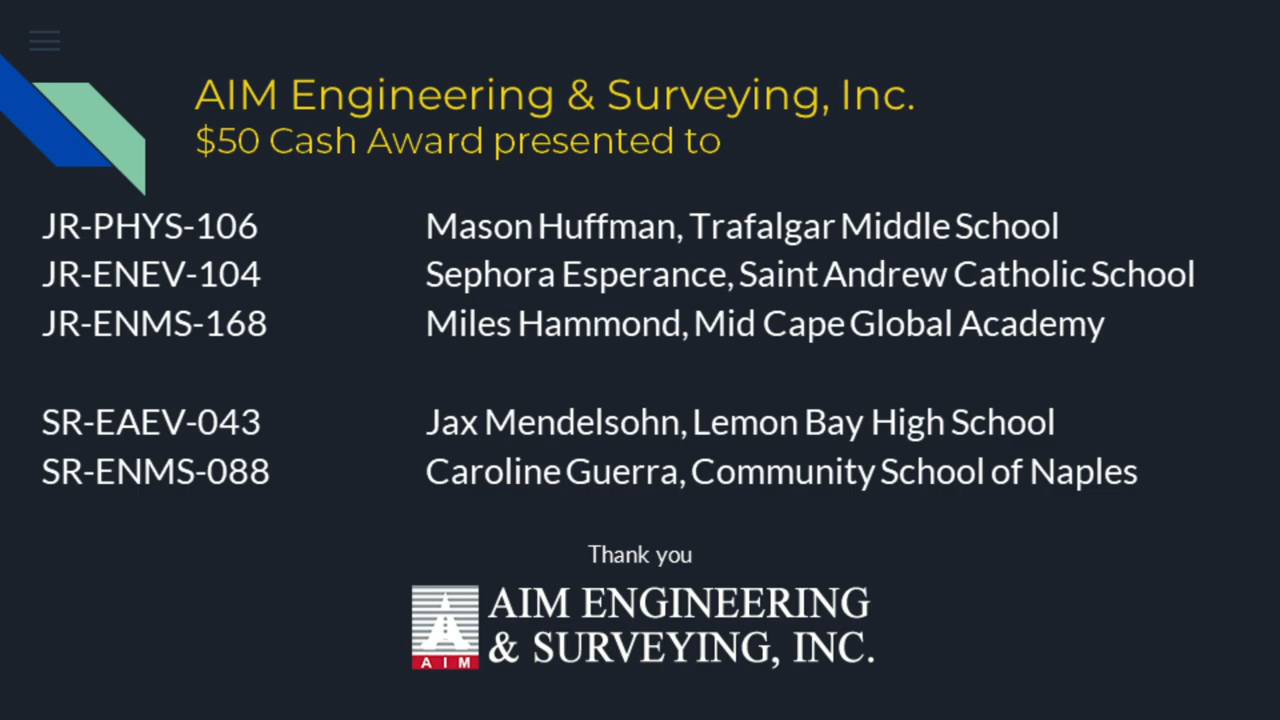 AIM Engineering & Surveying, Inc.
$50 Cash Award presented to
JR-PHYS-106 Mason Huffman, Trafalgar Middle School
JR-ENEV-104 Sephora Esperance, Saint Andrew Catholic School
JR-ENMS-168 Miles Hammond, Mid Cape Global Academy
SR-EAEV-043 Jax Mendelsohn, Lemon Bay High School
SR-ENMS-088 Caroline Guerra, Community School of Naples
Thank you
AIM ENGINEERING
& SURVEYING, INC.
AIM